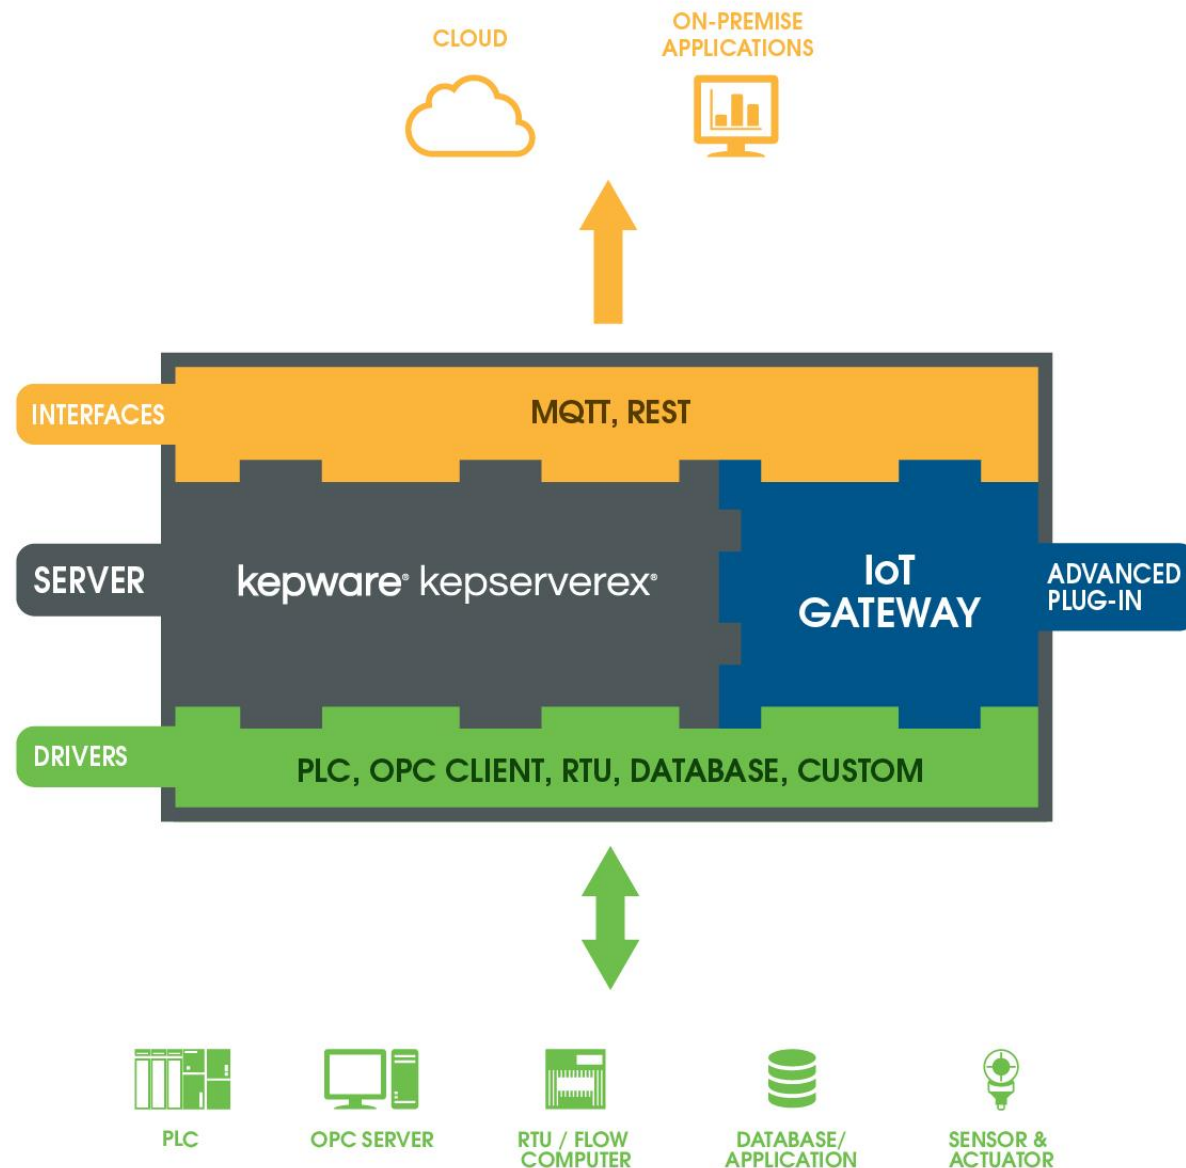 CLOUD
ON-PREMISE
APPLICATIONS
INTERFACES
MQTT, REST
SERVER
kepware® kepserverex®
IoT
GATEWAY
ADVANCED
PLUG-IN
DRIVERS
PLC, OPC CLIENT, RTU, DATABASE, CUSTOM
PLC
OPC SERVER
RTU / FLOW
COMPUTER
DATABASE/
APPLICATION
SENSOR &
ACTUATOR